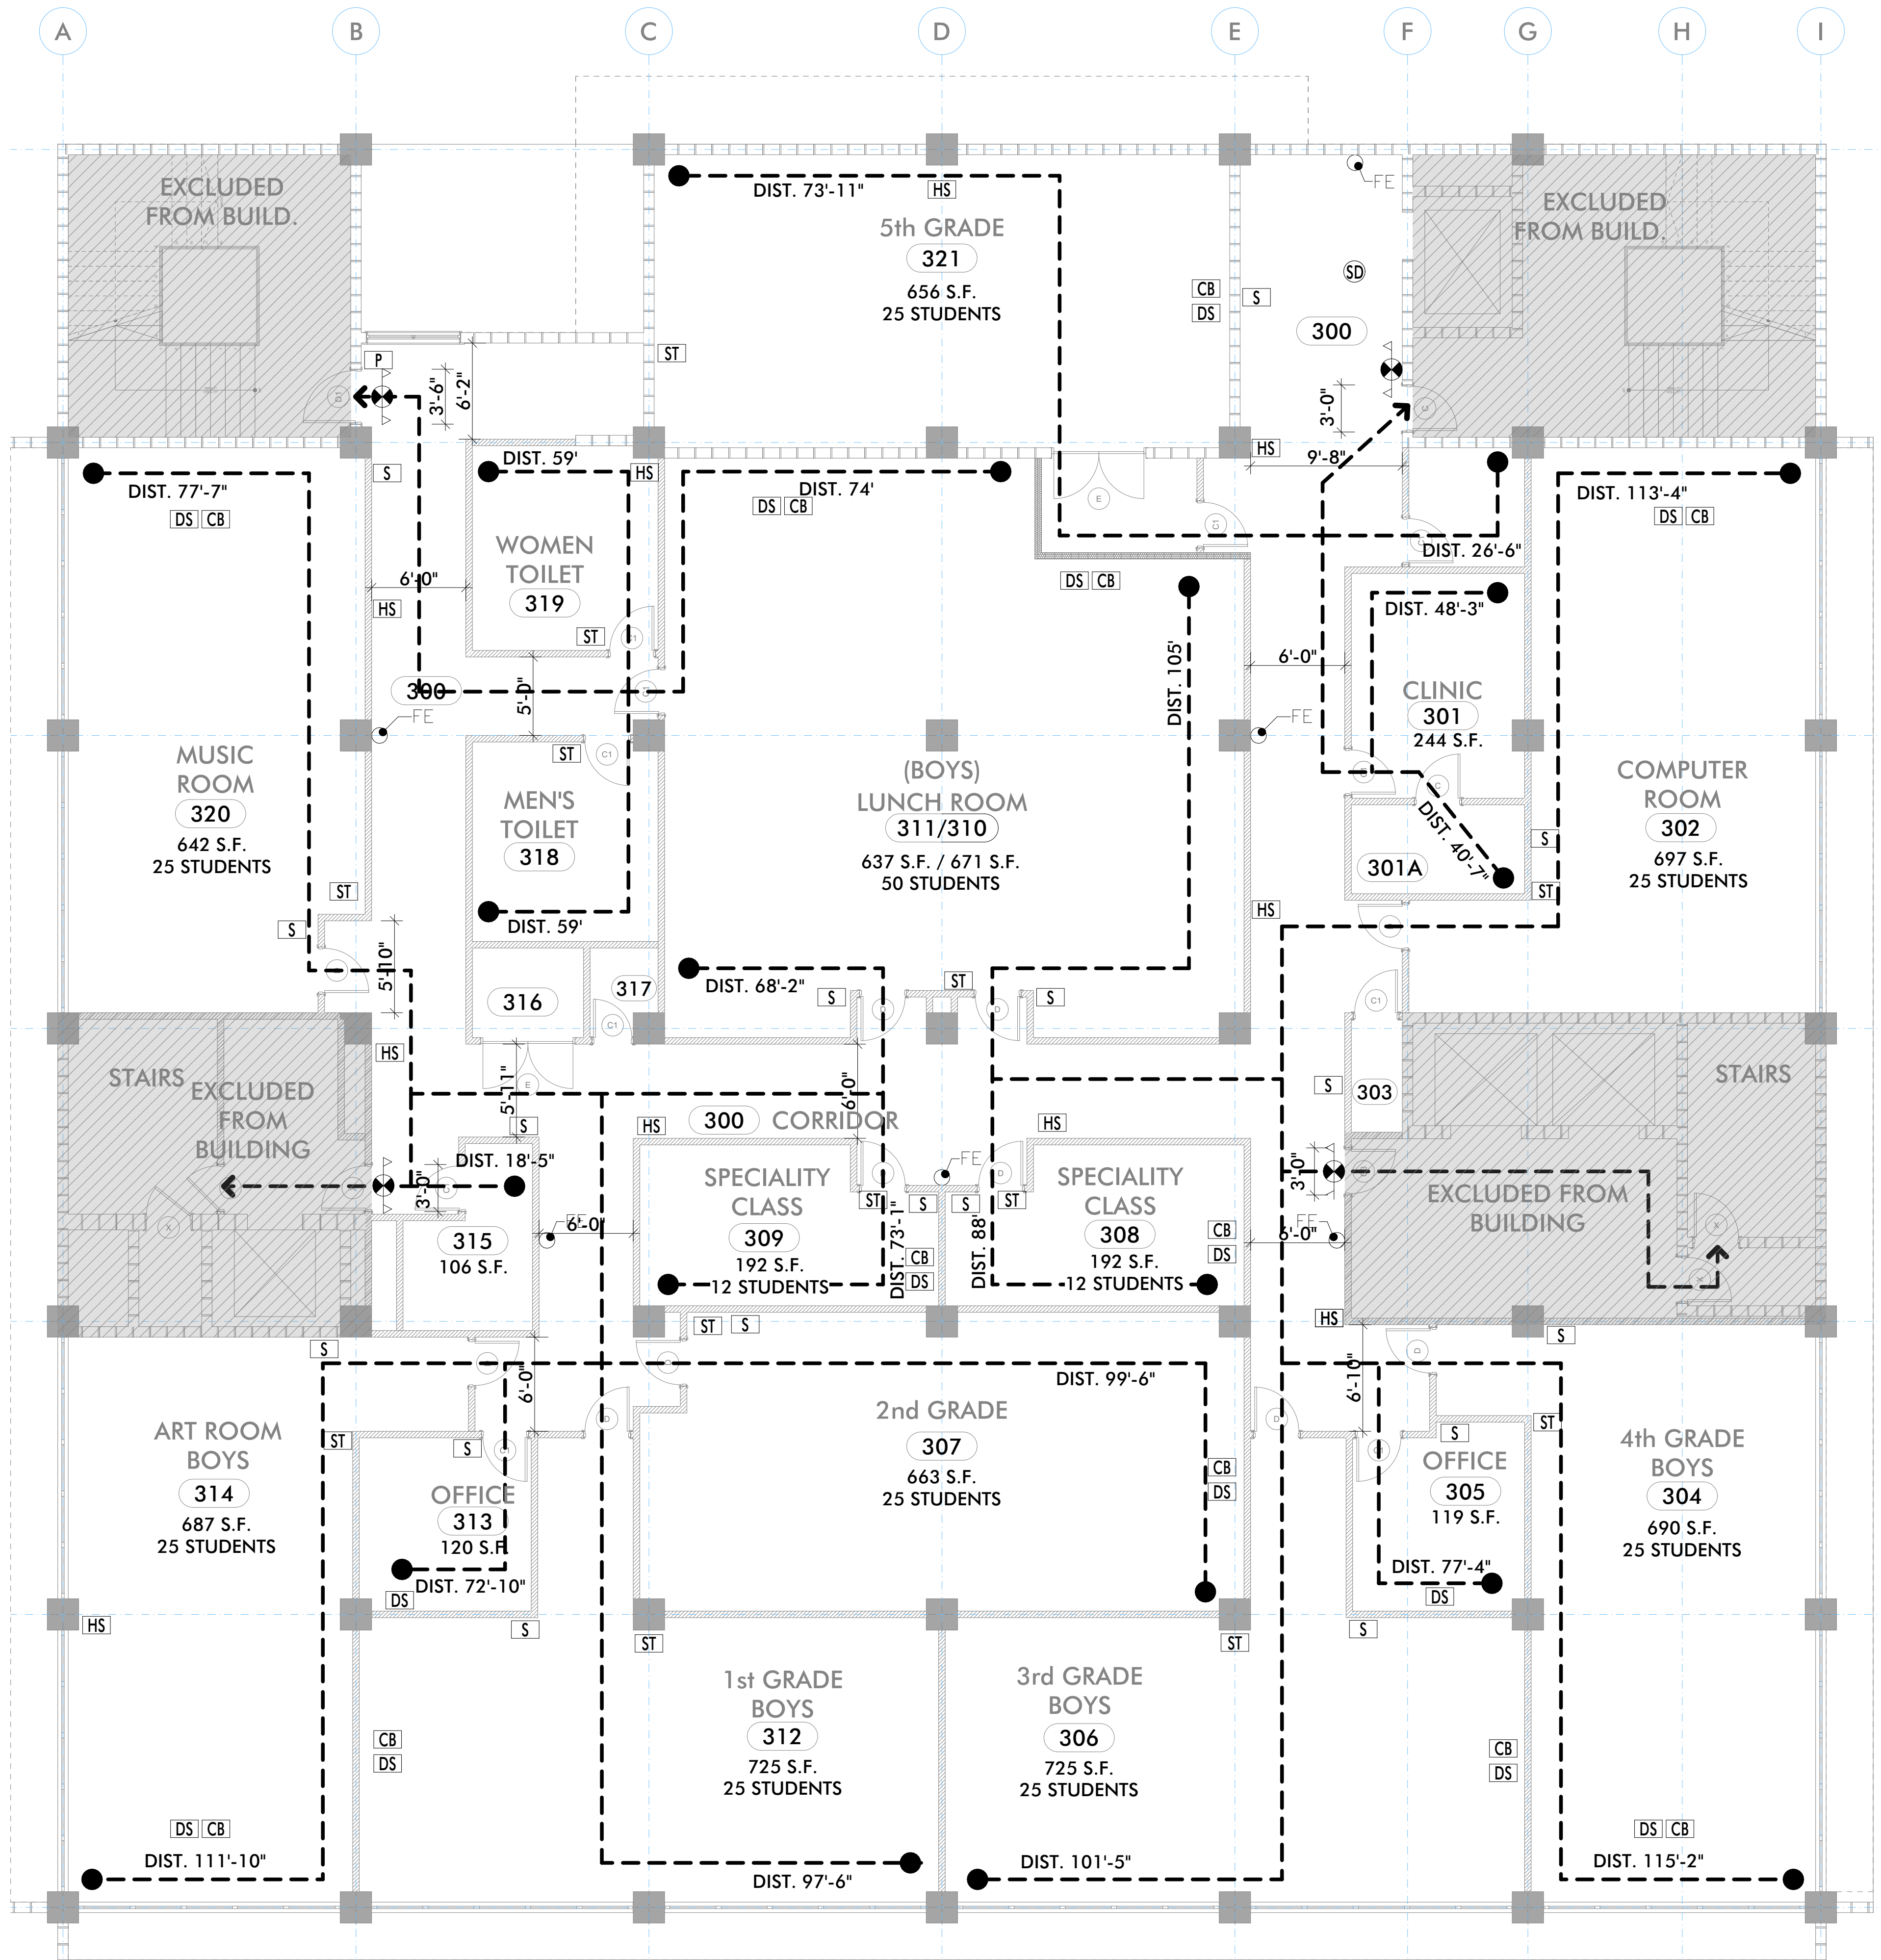 A B C D E F G H I
EXCLUDED
FROM BUILD.
DIST. 73'-11"
HS
5th GRADE
321
656 S.F.
25 STUDENTS
CB
DS
S
ST
FE
SD
300
EXCLUDED
FROM BUILD.
P
D1
3'-6"
6'-2"
3'-0"
C
DIST. 77'-7"
DS CB
S
DIST. 59'
HS
DIST. 74'
DS CB
HS
9'-8"
E
C1
DIST. 26'-6"
DIST. 113'-4"
DS CB
WOMEN
TOILET
319
6'-0"
HS
ST
C1
DS CB
DIST. 105'
DIST. 48'-3"
6'-0"
300
FE
5'-0"
C1
ST
C1
FE
CLINIC
301
244 S.F.
C
MUSIC
ROOM
320
642 S.F.
25 STUDENTS
MEN'S
TOILET
318
(BOYS)
LUNCH ROOM
311/310
637 S.F. / 671 S.F.
50 STUDENTS
COMPUTER
ROOM
302
697 S.F.
25 STUDENTS
DIST. 40'-7"
301A
S
ST
ST
S
5'-10"
DIST. 59'
HS
DIST. 68'-2"
316
317
C1
S
ST
S
D
C1
STAIRS
EXCLUDED
FROM
BUILDING
HS
E
5'-11"
S
6'-0"
S
303
STAIRS
HS
300
CORRIDOR
HS
DIST. 18'-5"
3'-0"
315
106 S.F.
X
FE
6'-0"
SPECIALITY
CLASS
309
192 S.F.
12 STUDENTS
ST
S
DIST. 73'-1"
CB
DS
FE
D
S
ST
DIST. 88'
SPECIALITY
CLASS
308
192 S.F.
12 STUDENTS
CB
DS
3'-0"
FE
6'-0"
EXCLUDED FROM
BUILDING
X
X
HS
S
S
ST
S
6'-0"
DIST. 99'-6"
6'-10"
D
ART ROOM
BOYS
314
687 S.F.
25 STUDENTS
ST
S
D
OFFICE
313
120 S.F.
DIST. 72'-10"
DS
2nd GRADE
307
663 S.F.
25 STUDENTS
CB
DS
D
S
OFFICE
305
119 S.F.
DIST. 77'-4"
DS
ST
4th GRADE
BOYS
304
690 S.F.
25 STUDENTS
HS
S
ST
ST
S
1st GRADE
BOYS
312
725 S.F.
25 STUDENTS
3rd GRADE
BOYS
306
725 S.F.
25 STUDENTS
CB
DS
CB
DS
DS CB
DIST. 111'-10"
DIST. 97'-6"
DIST. 101'-5"
DS CB
DIST. 115'-2"